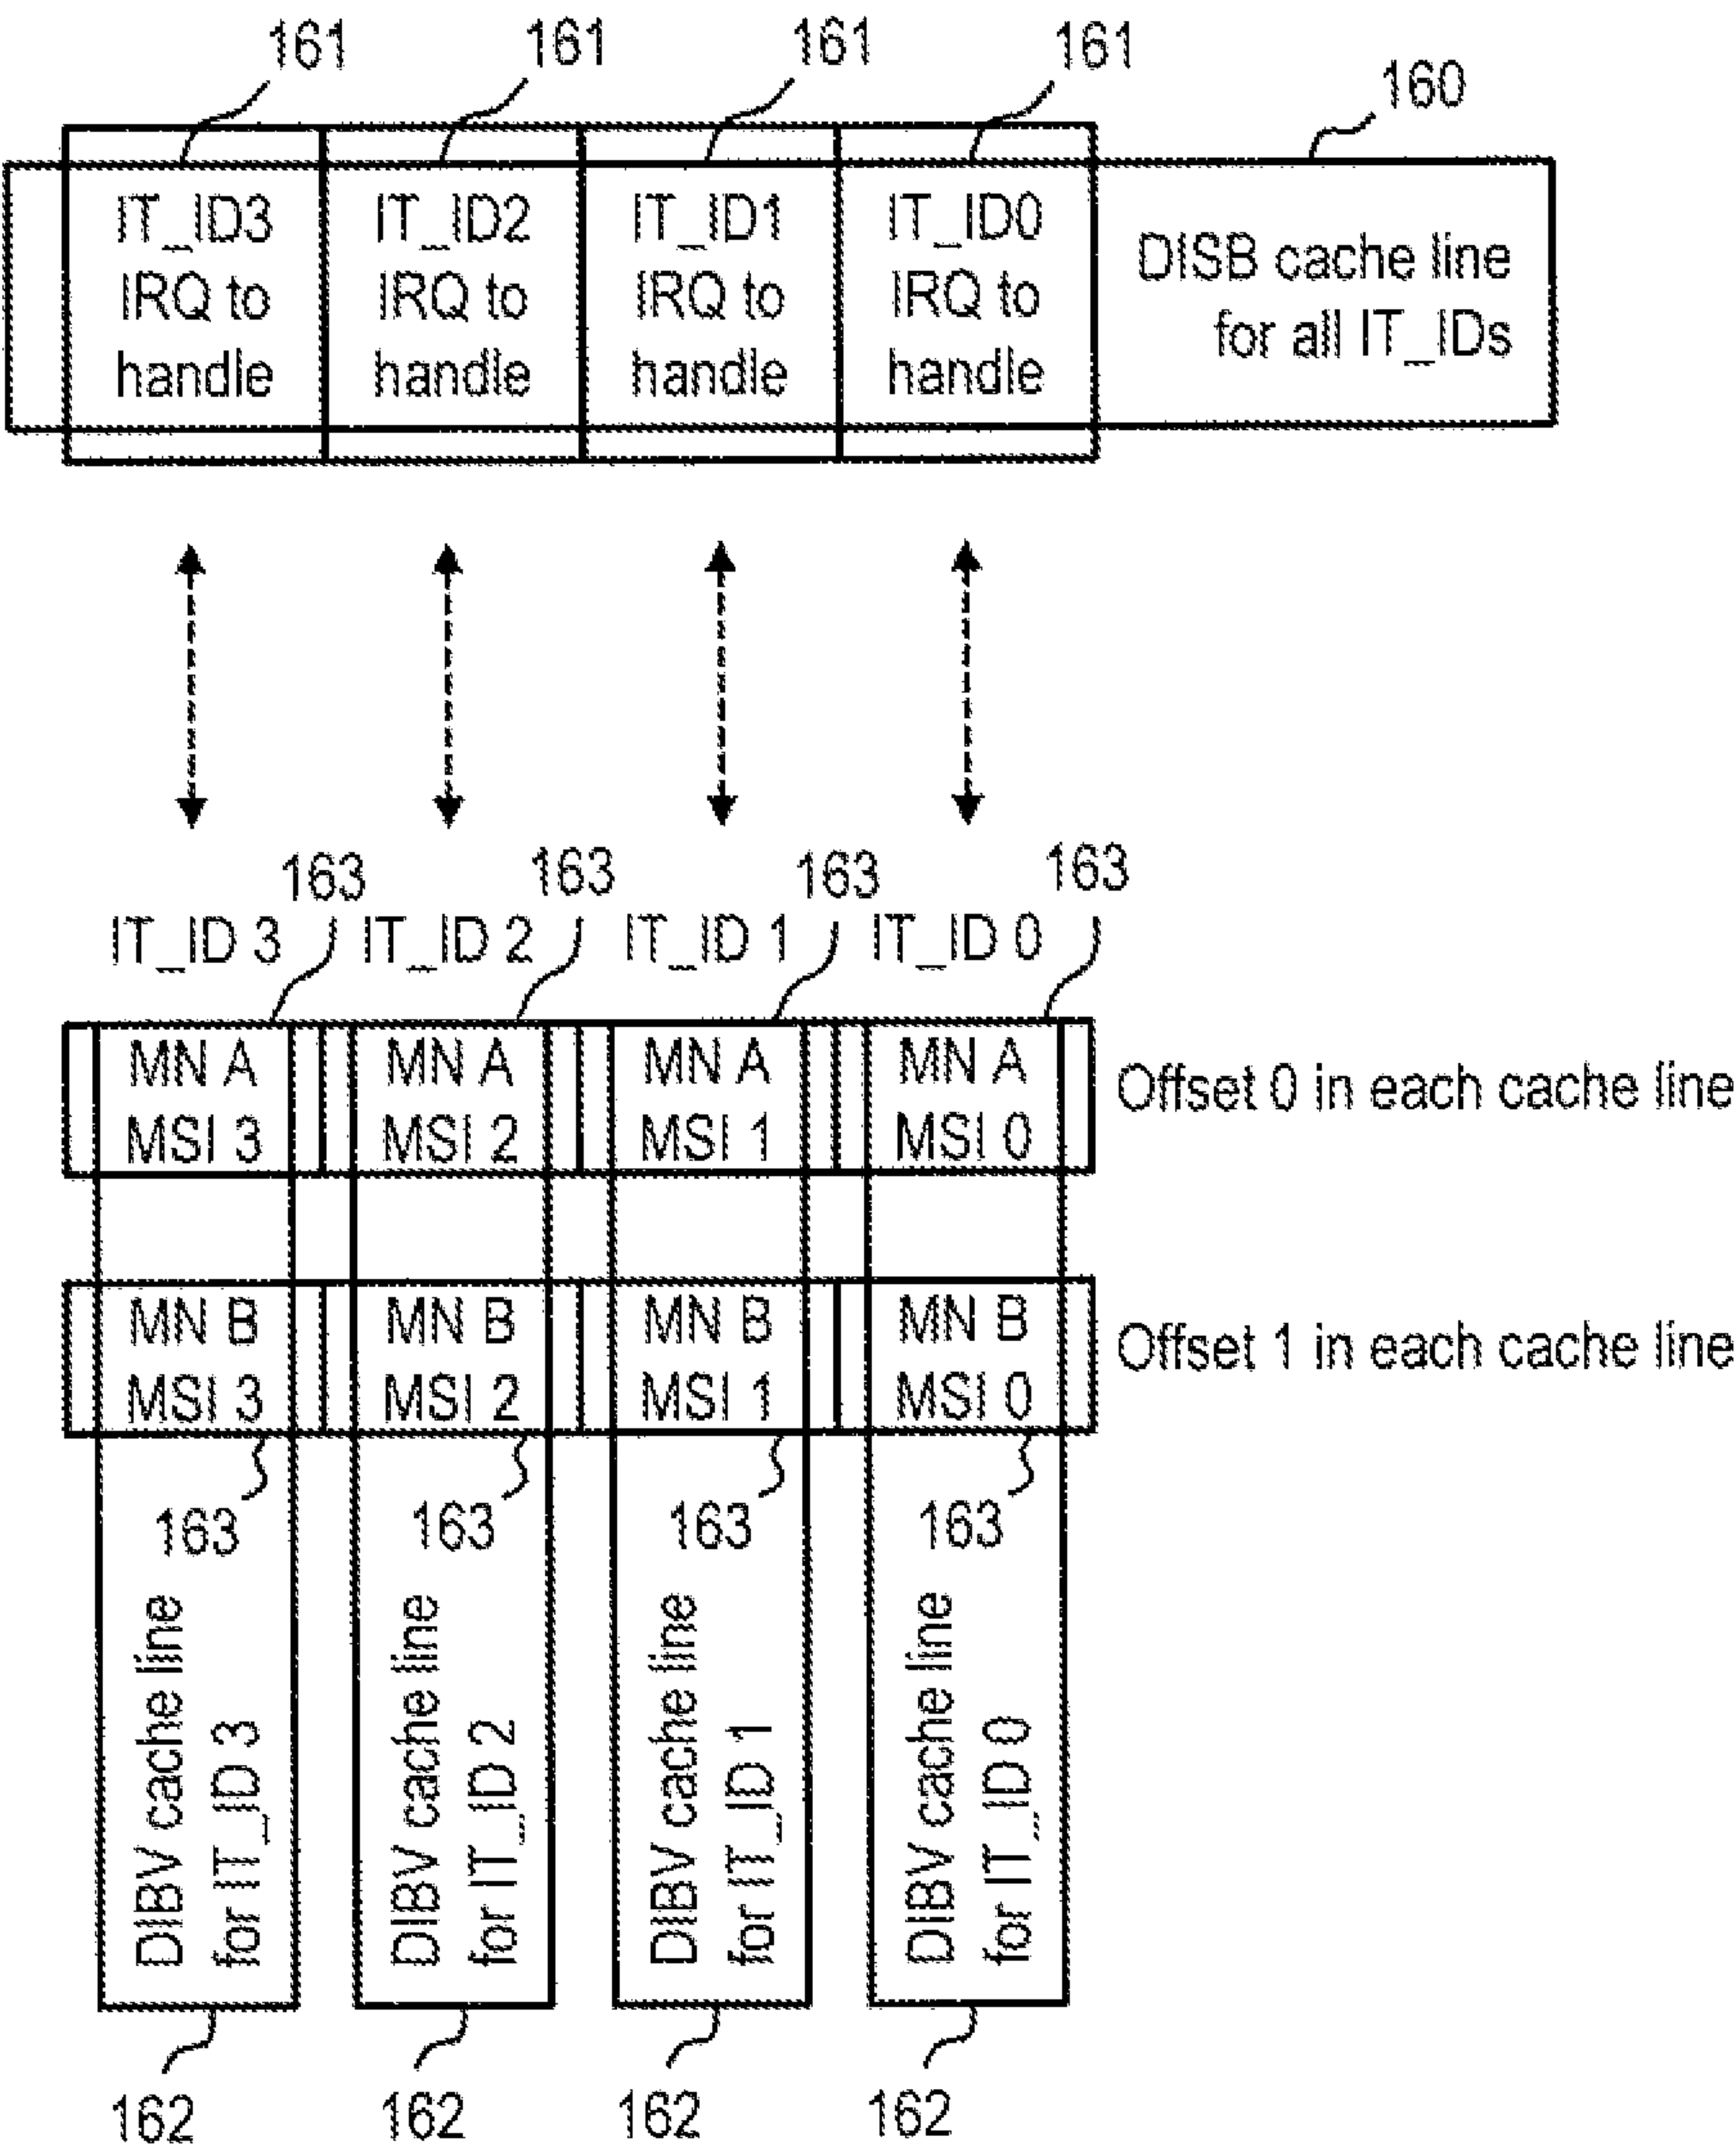 161 161 161 161 160
IT_ID3 IRQ to handle
IT_ID2 IRQ to handle
IT_ID1 IRQ to handle
IT_ID0 IRQ to handle
DISB cache line
for all IT_IDs
163 163 163 163
IT_ID 3 IT_ID 2 IT_ID 1 IT_ID 0
MN A MN A MN A MN A
MSI 3 MSI 2 MSI 1 MSI 0
Offset 0 in each cache line
MN B MN B MN B MN B
MSI 3 MSI 2 MSI 1 MSI 0
Offset 1 in each cache line
163 163 163 163
DIBV cache line
for IT_ID 3
DIBV cache line
for IT_ID 2
DIBV cache line
for IT_ID 1
DIBV cache line
for IT_ID 0
162 162 162 162